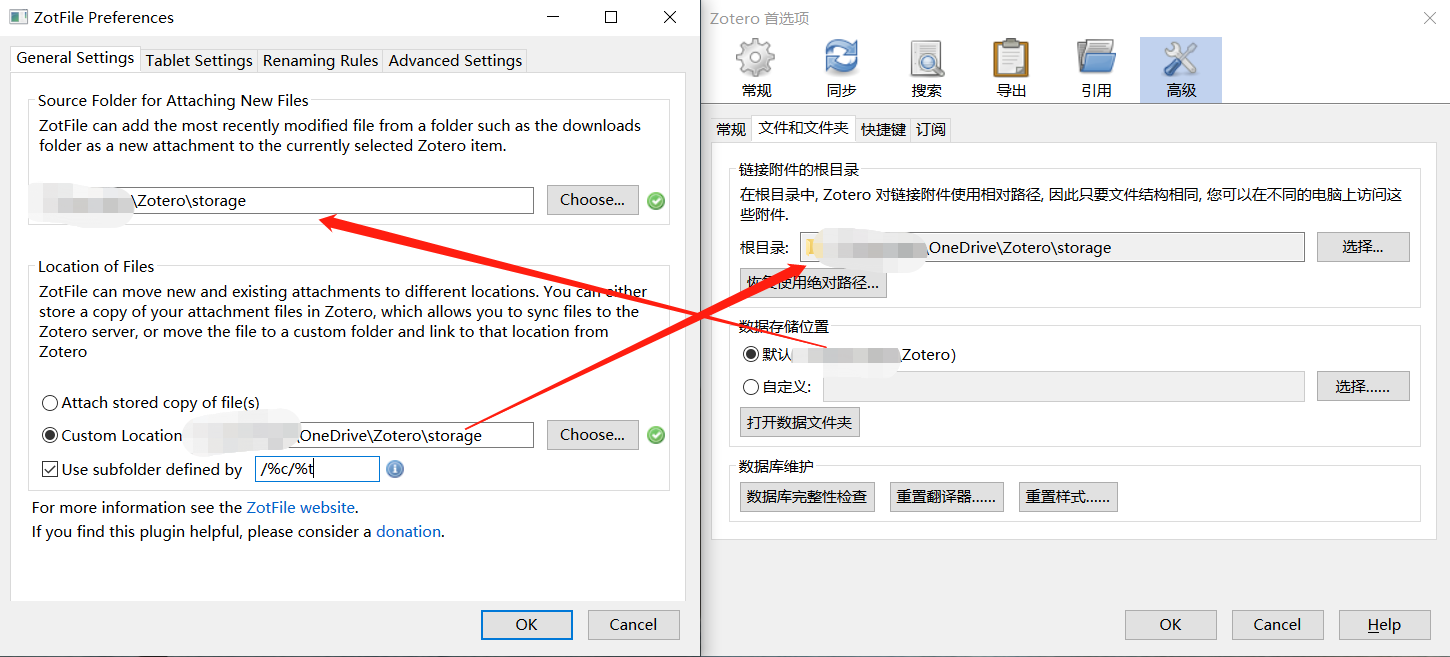 ZotFile Preferences
General Settings
Tablet Settings
Renaming Rules
Advanced Settings
Source Folder for Attaching New Files
ZotFile can add the most recently modified file from a folder such as the downloads
folder as a new attachment to the currently selected Zotero item.
\Zotero\storage
Choose...
Location of Files
ZotFile can move new and existing attachments to different locations. You can either
store a copy of your attachment files in Zotero, which allows you to sync files to the
Zotero server, or move the file to a custom folder and link to that location from
Zotero
Attach stored copy of file(s)
Custom Location
\OneDrive\Zotero\storage
Choose...
Use subfolder defined by
/%c/%t
For more information see the ZotFile website.
If you find this plugin helpful, please consider a donation.
OK
Cancel
Zotero 首选项
常规
同步
搜索
导出
引用
高级
常规
文件和文件夹
快捷键
订阅
链接附件的根目录
在根目录中, Zotero 对链接附件使用相对路径, 因此只要文件结构相同, 您可以在不同的电脑上访问这
些附件.
根目录:
\OneDrive\Zotero\storage
选择...
恢复使用绝对路径...
数据存储位置
默认(
Zotero)
自定义:
选择......
打开数据文件夹
数据库维护
数据库完整性检查
重置翻译器......
重置样式......
OK
Cancel
Help